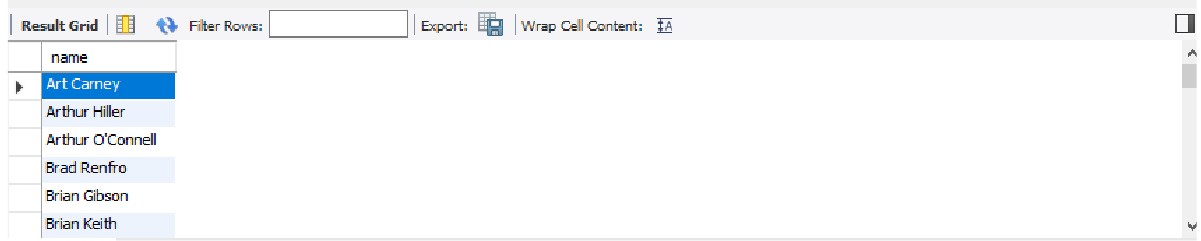 Result Grid Filter Rows: Export: Wrap Cell Content: IA
name
Art Carney
Arthur Hiller
Arthur O'Connell
Brad Renfro
Brian Gibson
Brian Keith